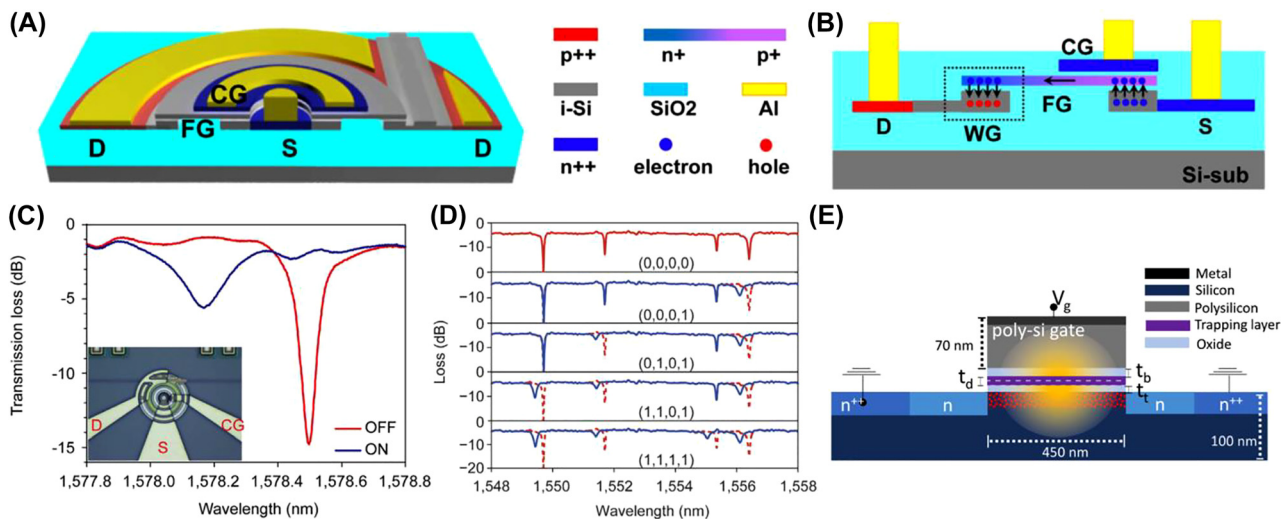 (A)
CG
FG
D
S
D
p++
n+
p+
i-Si
SiO2
Al
n++
electron
hole
(B)
CG
D
WG
FG
S
Si-sub
(C)
Transmission loss (dB)
0
−5
−10
−15
D
S
CG
OFF
ON
1,577.8
1,578.0
1,578.2
1,578.4
1,578.6
1,578.8
Wavelength (nm)
(D)
Loss (dB)
0
−10
0
−10
0
−10
0
−10
0
−10
−20
(0,0,0,0)
(0,0,0,1)
(0,1,0,1)
(1,1,0,1)
(1,1,1,1)
1,548
1,550
1,552
1,554
1,556
1,558
Wavelength (nm)
(E)
Metal
Silicon
Polysilicon
Trapping layer
Oxide
Vg
poly-si gate
70 nm
td
tb
tt
n++
n
n
n++
450 nm
100 nm